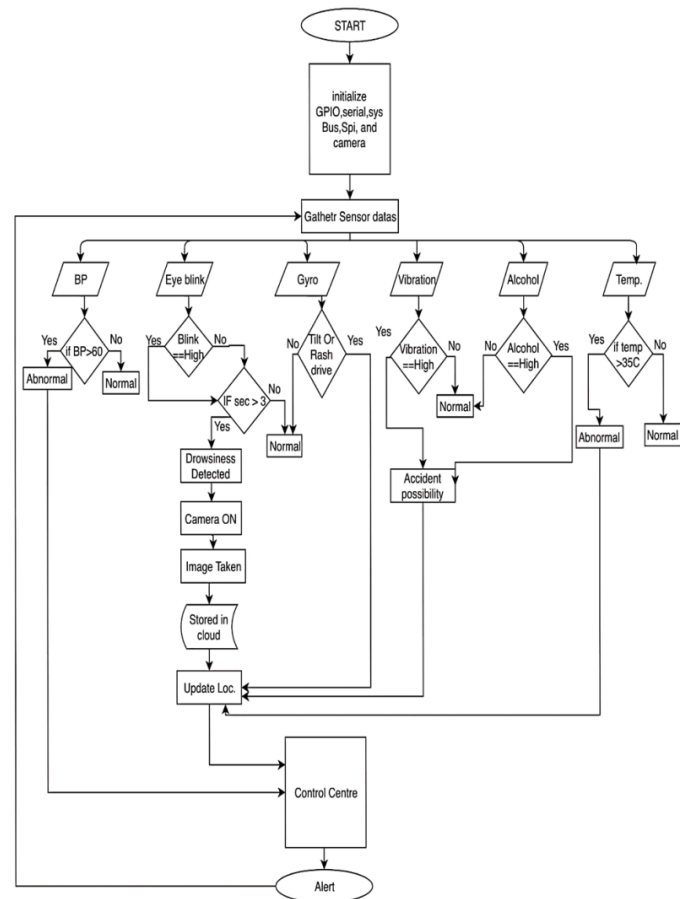 START
initialize
GPIO,serial,sys
Bus,Spi, and
camera
Gathetr Sensor datas
BP
Eye blink
Gyro
Vibration
Alcohol
Temp.
Yes
if BP>60
No
Abnormal
Normal
Yes
Blink
==High
No
IF sec > 3
No
Yes
Normal
No
Tilt Or
Rash
drive
Yes
Yes
Vibration
==High
No
Normal
No
Alcohol
==High
Yes
Yes
if temp
>35C
No
Abnormal
Normal
Drowsiness
Detected
Accident
possibility
Camera ON
Image Taken
Stored in
cloud
Update Loc.
Control Centre
Alert